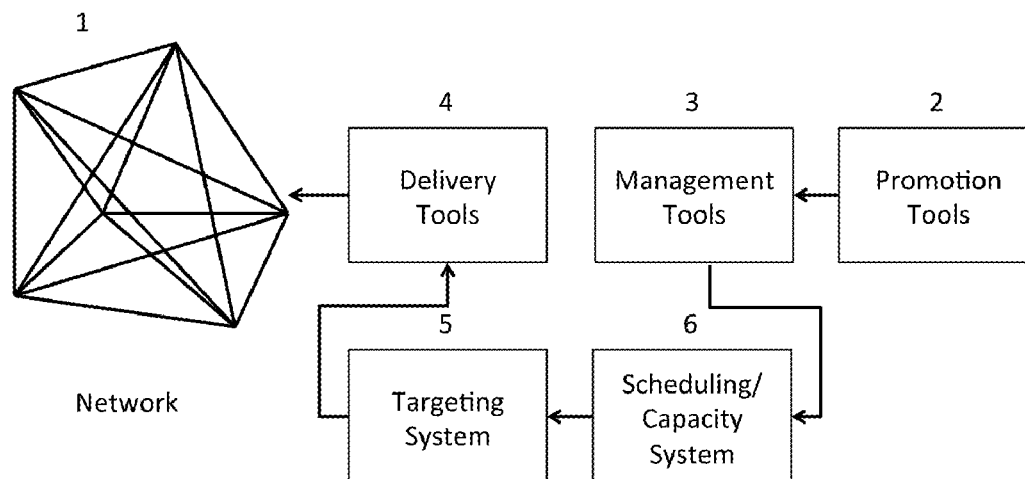 1
4
3
2
Delivery
Tools
Management
Tools
Promotion
Tools
5
6
Network
Targeting
System
Scheduling/
Capacity
System